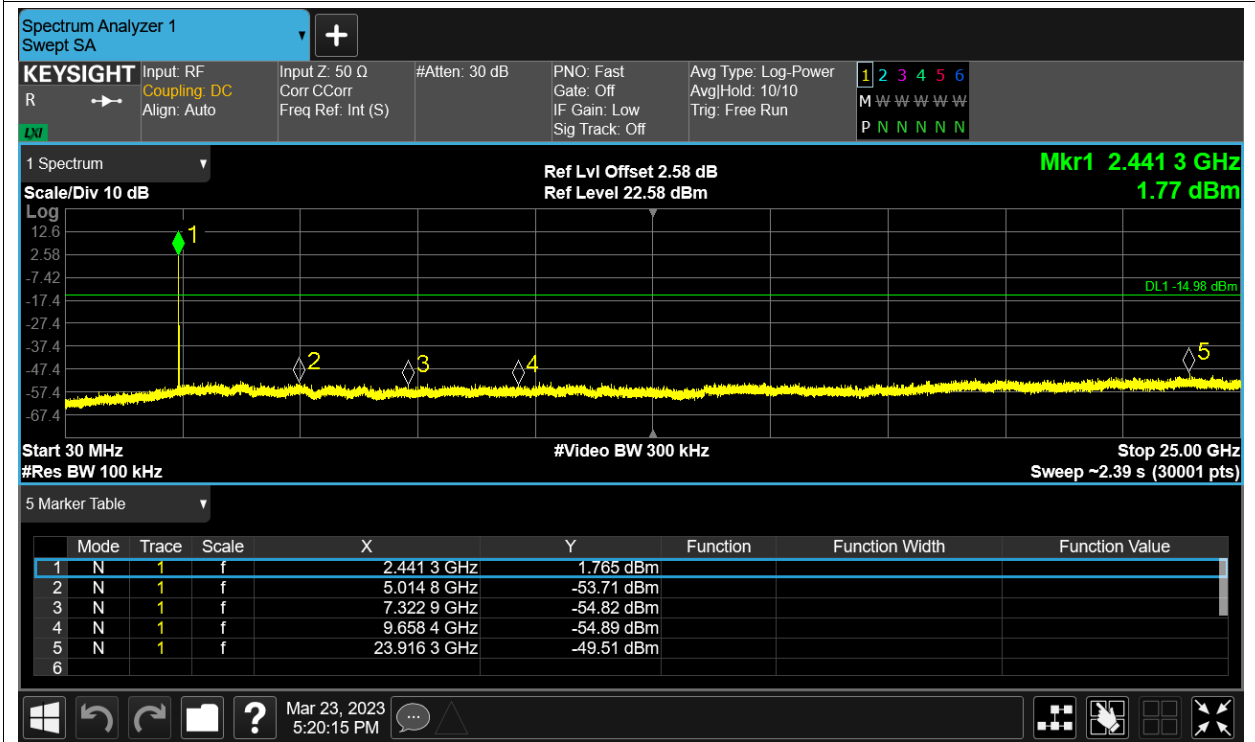 Spectrum Analyzer 1
Swept SA
KEYSIGHT
R
LXI
Input: RF
Coupling: DC
Align: Auto
Input Z: 50 Ω
Corr CCorr
Freq Ref: Int (S)
#Atten: 30 dB
PNO: Fast
Gate: Off
IF Gain: Low
Sig Track: Off
Avg Type: Log-Power
Avg|Hold: 10/10
Trig: Free Run
1 2 3 4 5 6
M W W W W W
P N N N N N
1 Spectrum
Scale/Div 10 dB
Ref Lvl Offset 2.58 dB
Ref Level 22.58 dBm
Mkr1 2.441 3 GHz
1.77 dBm
Log
12.6
2.58
-7.42
-17.4
-27.4
-37.4
-47.4
-57.4
-67.4
1
2
3
4
5
DL1 -14.98 dBm
Start 30 MHz
#Video BW 300 kHz
Stop 25.00 GHz
#Res BW 100 kHz
Sweep ~2.39 s (30001 pts)
5 Marker Table
Mode Trace Scale X Y Function Function Width Function Value
1 N 1 f 2.441 3 GHz 1.765 dBm
2 N 1 f 5.014 8 GHz -53.71 dBm
3 N 1 f 7.322 9 GHz -54.82 dBm
4 N 1 f 9.658 4 GHz -54.89 dBm
5 N 1 f 23.916 3 GHz -49.51 dBm
6
?
Mar 23, 2023
5:20:15 PM